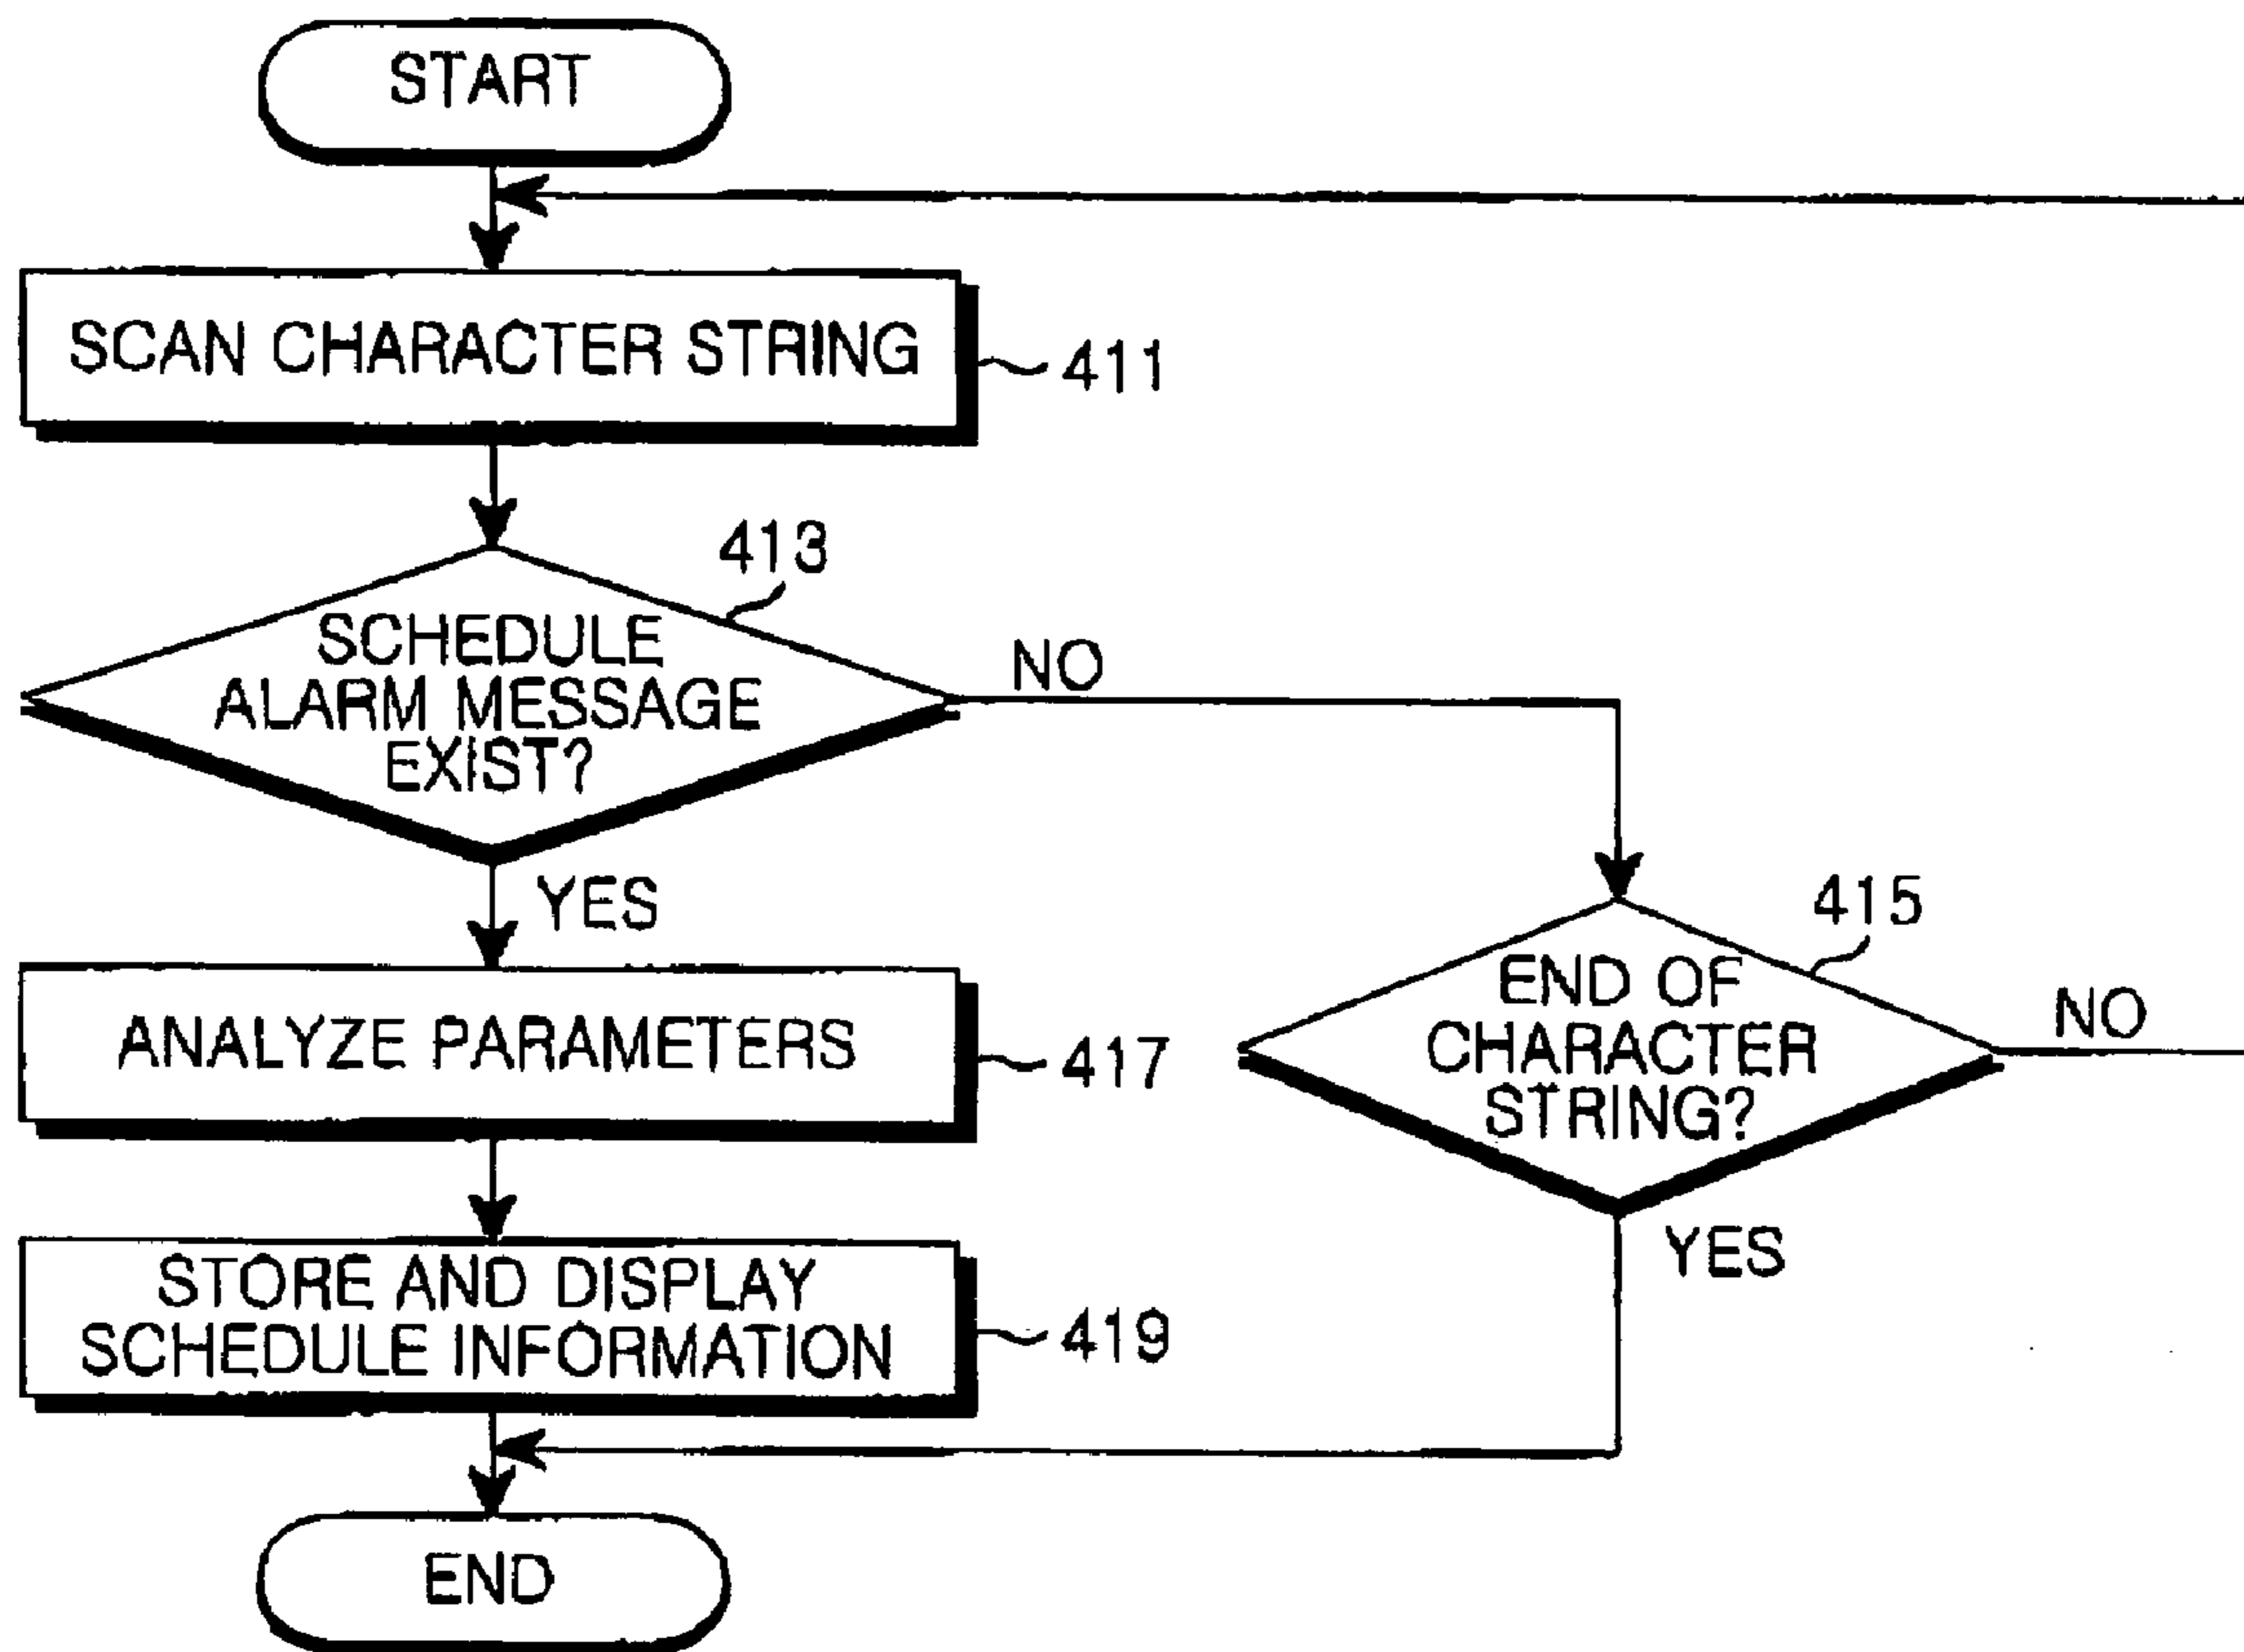 START
SCAN CHARACTER STRING
411
413
SCHEDULE
ALARM MESSAGE
EXIST?
NO
YES
415
END OF
CHARACTER
STRING?
NO
YES
ANALYZE PARAMETERS
417
STORE AND DISPLAY
SCHEDULE INFORMATION
419
END